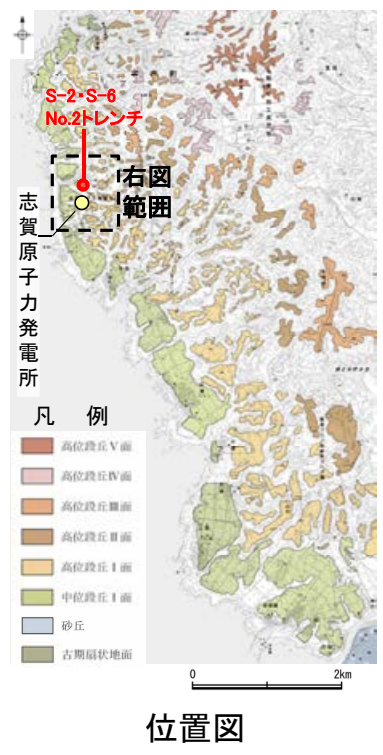 S-2・S-6
No.2トレンチ
右図
範囲
志賀原子力発電所
凡 例
高位段丘Ⅴ面
高位段丘Ⅳ面
高位段丘Ⅲ面
高位段丘Ⅱ面
高位段丘Ⅰ面
中位段丘Ⅰ面
砂丘
古期扇状地面
0 2km
位置図